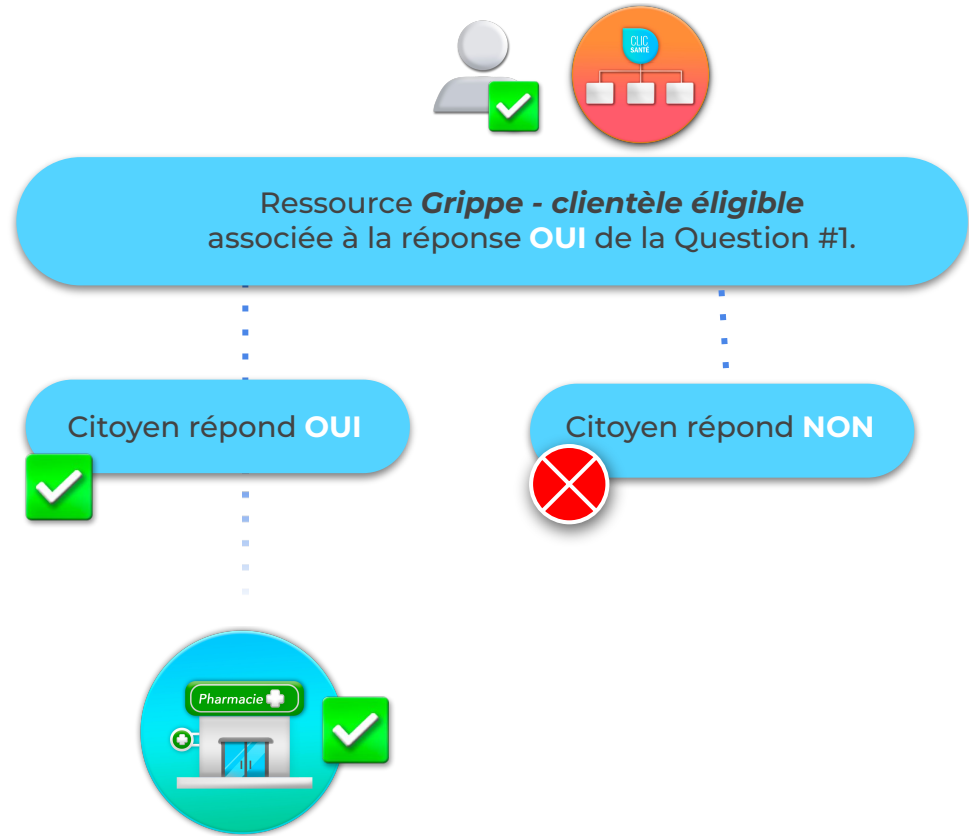 CLIC
SANTÉ
Ressource Grippe - clientèle éligible
associée à la réponse OUI de la Question #1.
Citoyen répond OUI
Citoyen répond NON
Pharmacie